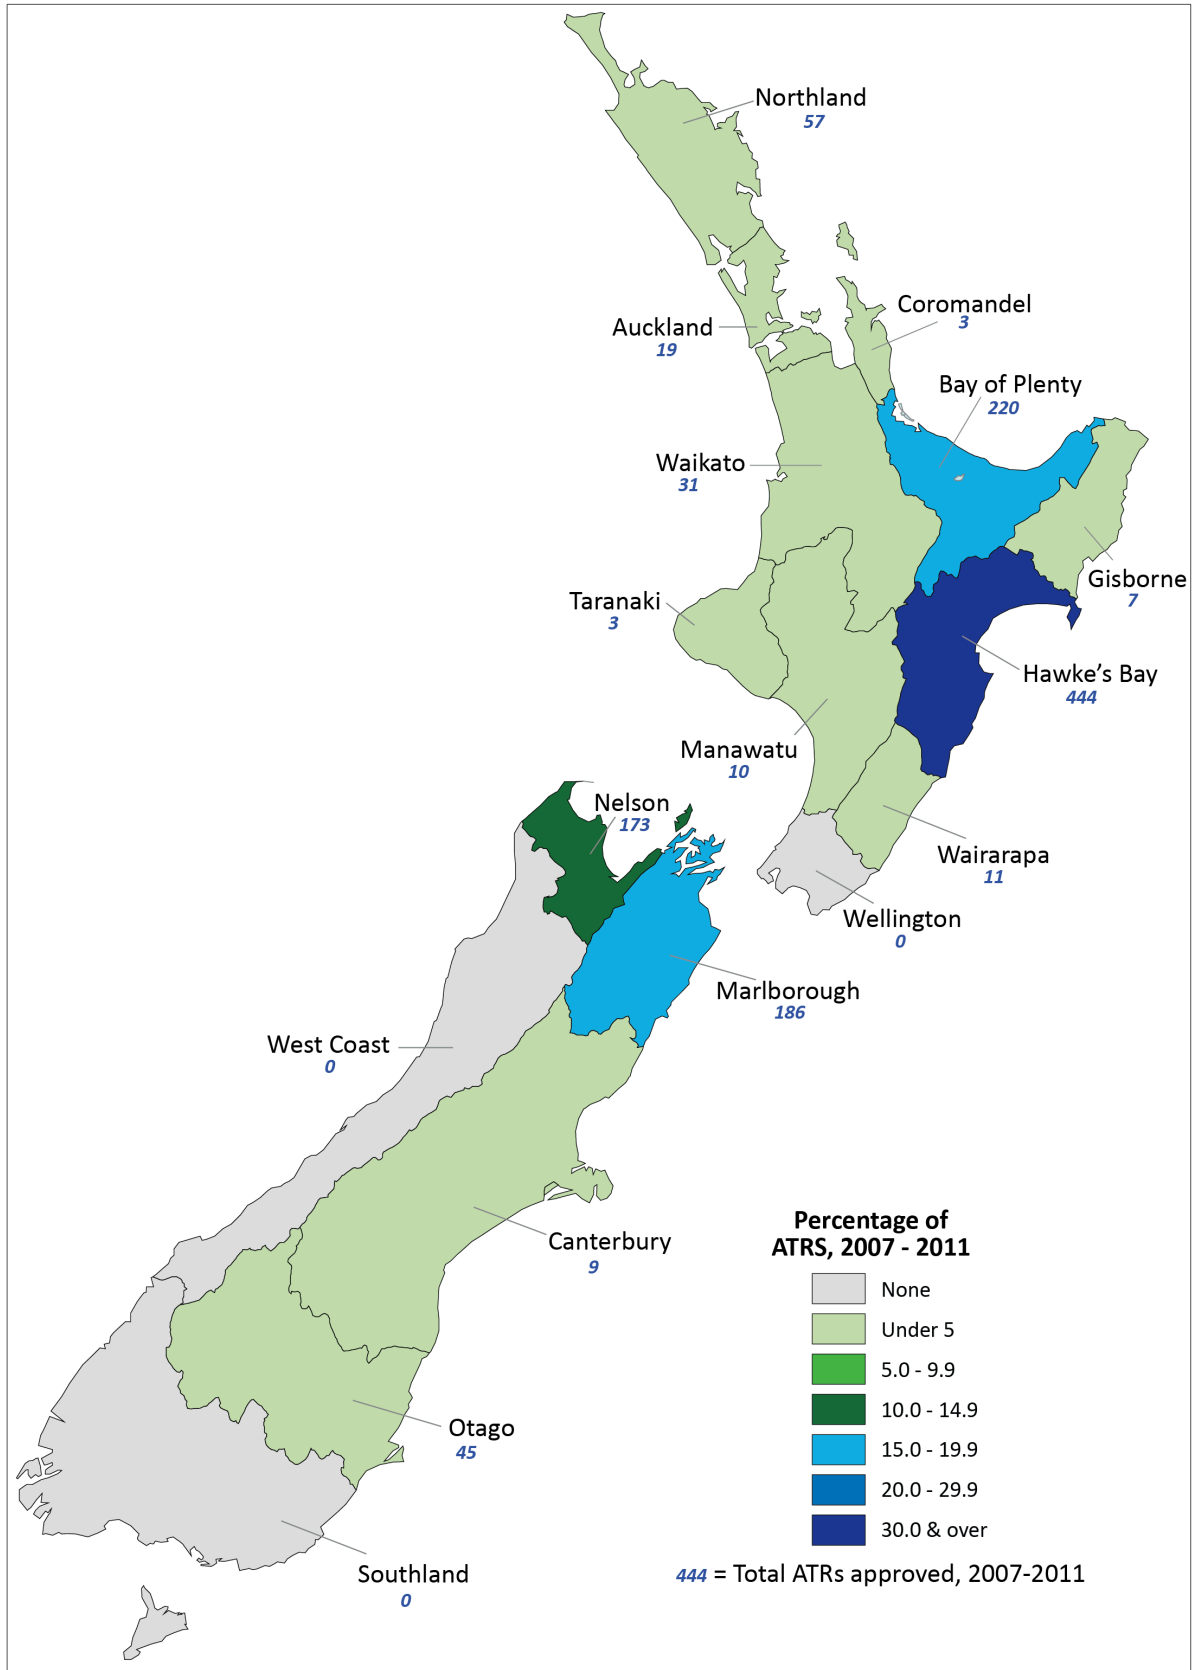 Northland
57
Coromandel
3
Auckland
19
Bay of Plenty
220
Waikato
31
Gisborne
7
Taranaki
3
Hawke’s Bay
444
Manawatu
10
Nelson
173
Wairarapa
11
Wellington
0
Marlborough
186
West Coast
0
Canterbury
9
Otago
45
Southland
0
Percentage of
ATRS, 2007 - 2011
None
Under 5
5.0 - 9.9
10.0 - 14.9
15.0 - 19.9
20.0 - 29.9
30.0 & over
444 = Total ATRs approved, 2007-2011